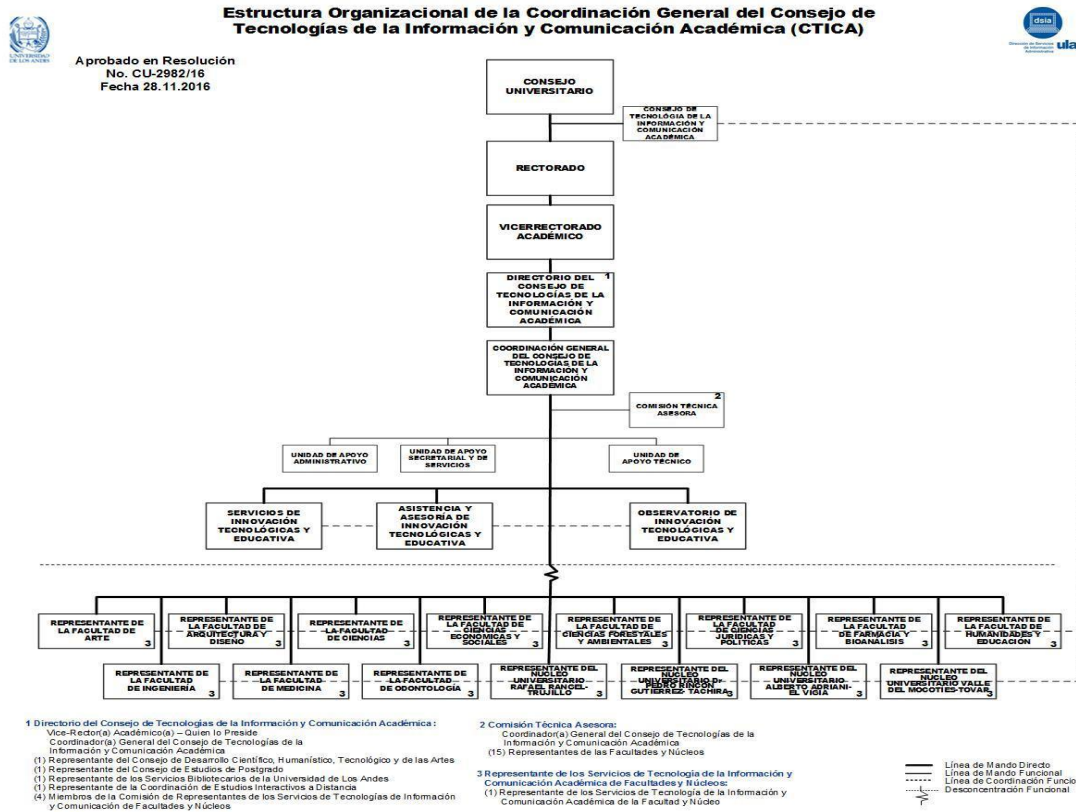 Estructura Organizacional de la Coordinación General del Consejo de
Tecnologías de la Información y Comunicación Académica (CTICA)
UNIVERSIDAD
DE LOS ANDES
dsia
Dirección de Servicios
de Información
Administrativa
ula
Aprobado en Resolución
No. CU-2982/16
Fecha 28.11.2016
CONSEJO
UNIVERSITARIO
CONSEJO DE
TECNOLÓGIA DE LA
INFORMACIÓN Y
COMUNICACIÓN
ACADÉMICA
RECTORADO
VICERRECTORADO
ACADÉMICO
DIRECTORIO DEL 1
CONSEJO DE
TECNOLOGÍAS DE LA
INFORMACIÓN Y
COMUNICACIÓN
ACADÉMICA
COORDINACIÓN GENERAL
DEL CONSEJO DE
TECNOLOGÍAS DE LA
INFORMACIÓN Y
COMUNICACIÓN
ACADÉMICA
2
COMISIÓN TÉCNICA
ASESORA
UNIDAD DE APOYO
ADMINISTRATIVO
UNIDAD DE APOYO
SECRETARIAL Y DE
SERVICIOS
UNIDAD DE
APOYO TÉCNICO
SERVICIOS DE
INNOVACIÓN
TECNOLÓGICAS Y
EDUCATIVA
ASISTENCIA Y
ASESORÍA DE
INNOVACIÓN
TECNOLÓGICAS Y
EDUCATIVA
OBSERVATORIO DE
INNOVACIÓN
TECNOLÓGICAS Y
EDUCATIVA
REPRESENTANTE DE
LA FACULTAD DE
ARTE 3
REPRESENTANTE DE
LA FACULTAD DE
ARQUITECTURA Y
DISEÑO 3
REPRESENTANTE DE
LA FACULTAD
DE CIENCIAS 3
REPRESENTANTE DE
LA FACULTAD DE
CIENCIAS
ECONÓMICAS Y
SOCIALES 3
REPRESENTANTE DE
LA FACULTAD DE
CIENCIAS FORESTALES
Y AMBIENTALES 3
REPRESENTANTE DE
LA FACULTAD
DE CIENCIAS
JURÍDICAS Y
POLÍTICAS 3
REPRESENTANTE DE
LA FACULTAD
DE FARMACIA Y
BIOANÁLISIS 3
REPRESENTANTE DE
LA FACULTAD DE
HUMANIDADES Y
EDUCACIÓN 3
REPRESENTANTE DE
LA FACULTAD
DE INGENIERÍA 3
REPRESENTANTE DE
LA FACULTAD
DE MEDICINA 3
REPRESENTANTE DE
LA FACULTAD
DE ODONTOLOGÍA 3
REPRESENTANTE DEL
NÚCLEO
UNIVERSITARIO
RAFAEL RANGEL-
TRUJILLO 3
REPRESENTANTE DEL
NÚCLEO
UNIVERSITARIO Dr
PEDRO RINCÓN
GUTIERREZ- TÁCHIRA 3
REPRESENTANTE DEL
NÚCLEO
UNIVERSITARIO
ALBERTO ADRIANI-
EL VIGÍA 3
REPRESENTANTE DEL
NÚCLEO
UNIVERSITARIO VALLE
DEL MOCOTIES-TOVAR 3
1 Directorio del Consejo de Tecnologías de la Información y Comunicación Académica:
Vice-Rector(a) Académico(a) – Quien lo Preside
Coordinador(a) General del Consejo de Tecnologías de la
Información y Comunicación Académica
(1) Representante del Consejo de Desarrollo Científico, Humanístico, Tecnológico y de las Artes
(1) Representante del Consejo de Estudios de Postgrado
(1) Representante de los Servicios Bibliotecarios de la Universidad de Los Andes
(1) Representante de la Coordinación de Estudios Interactivos a Distancia
(4) Miembros de la Comisión de Representantes de los Servicios de Tecnologías de Información
y Comunicación de Facultades y Núcleos
2 Comisión Técnica Asesora:
Coordinador(a) General del Consejo de Tecnologías de la
Información y Comunicación Académica
(15) Representantes de las Facultades y Núcleos
3 Representante de los Servicios de Tecnología de la Información y
Comunicación Académica de Facultades y Núcleos:
(1) Representante de los Servicios de Tecnología de la Información y
Comunicación Académica de la Facultad y Núcleo
Línea de Mando Directo
Línea de Mando Funcional
Línea de Coordinación Funcio
Desconcentración Funcional